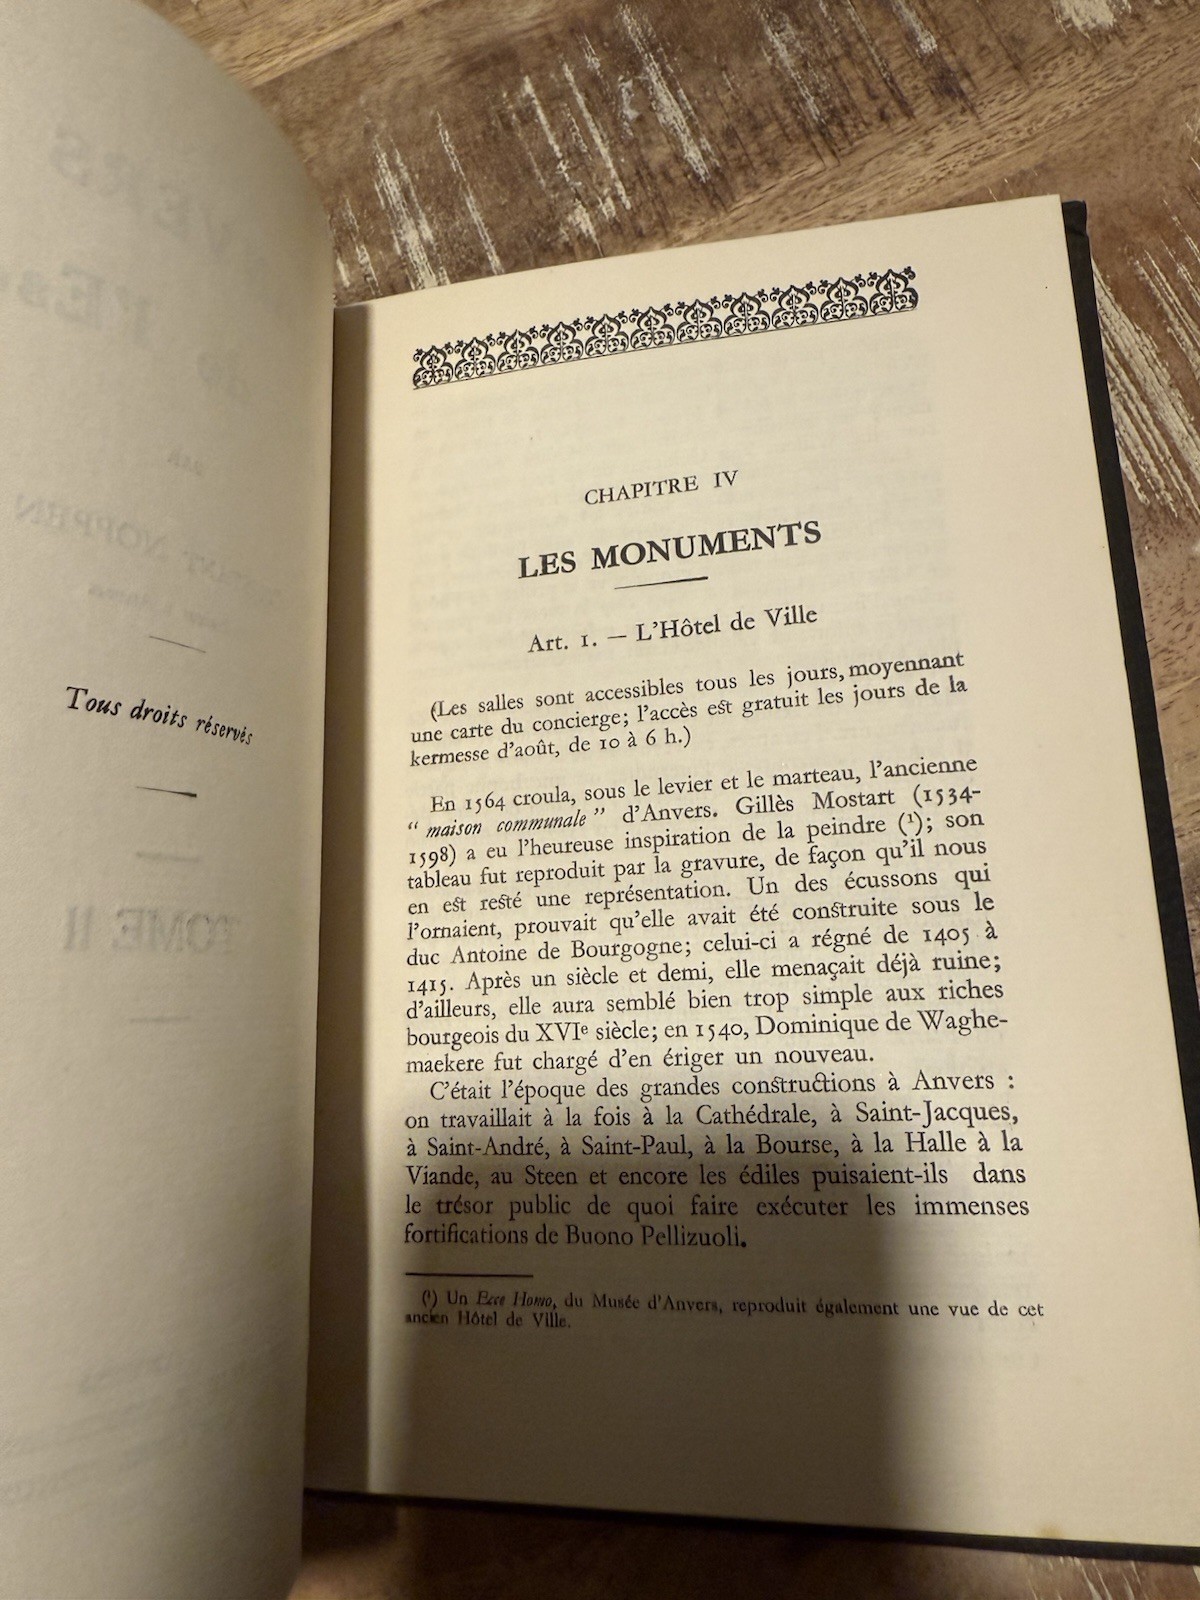 Tous droits réservés
CHAPITRE IV
LES MONUMENTS
Art. 1. — L'Hôtel de Ville
(Les salles sont accessibles tous les jours, moyennant
une carte du concierge; l'accès est gratuit les jours de la
kermesse d'août, de 10 à 6 h.)
En 1564 croula, sous le levier et le marteau, l'ancienne
“ maison communale ” d'Anvers. Gillès Mostart (1534-
1598) a eu l'heureuse inspiration de la peindre (¹); son
tableau fut reproduit par la gravure, de façon qu'il nous
en est resté une représentation. Un des écussons qui
l'ornaient, prouvait qu'elle avait été construite sous le
duc Antoine de Bourgogne; celui-ci a régné de 1405 à
1415. Après un siècle et demi, elle menaçait déjà ruine;
d'ailleurs, elle aura semblé bien trop simple aux riches
bourgeois du XVIᵉ siècle; en 1540, Dominique de Waghe-
maekere fut chargé d'en ériger un nouveau.
C'était l'époque des grandes constructions à Anvers :
on travaillait à la fois à la Cathédrale, à Saint-Jacques,
à Saint-André, à Saint-Paul, à la Bourse, à la Halle à la
Viande, au Steen et encore les édiles puisaient-ils dans
le trésor public de quoi faire exécuter les immenses
fortifications de Buono Pellizuoli.
(¹) Un Ecce Homo, du Musée d'Anvers, reproduit également une vue de cet
ancien Hôtel de Ville.